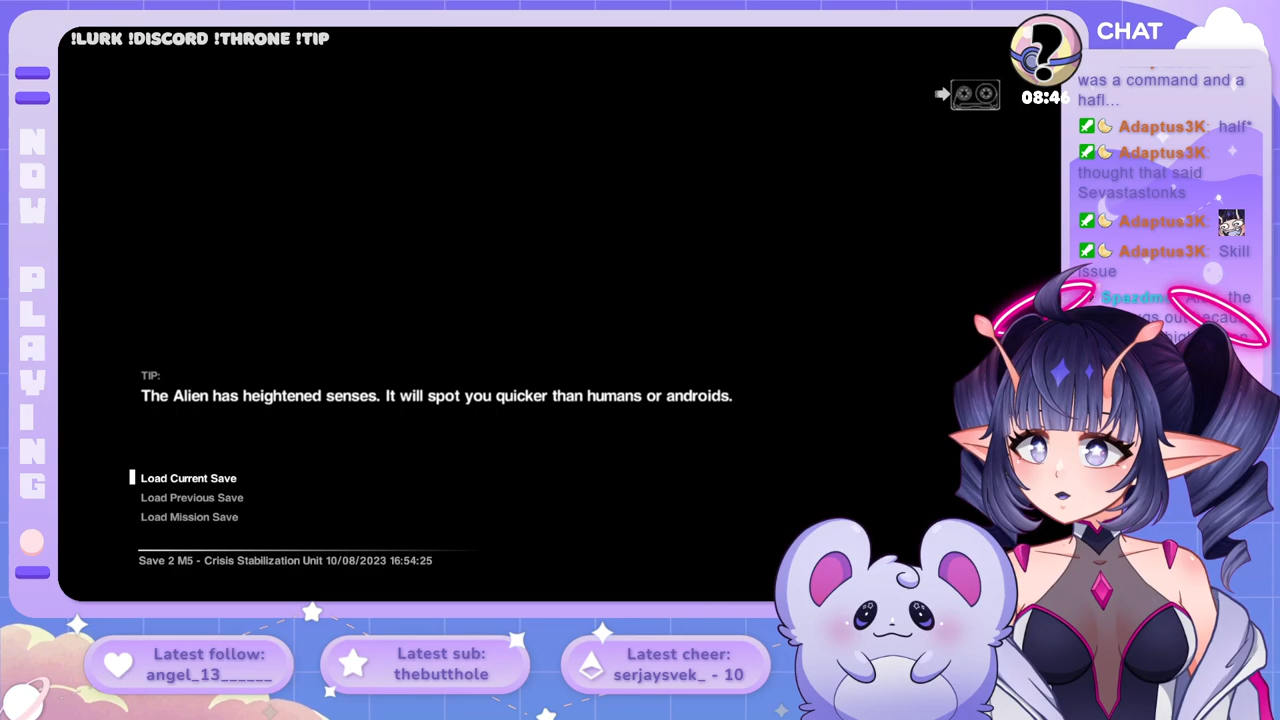 !LURK !DISCORD !THRONE !TIP
NOW PLAYING
08:46
CHAT
was a command and a
hafl...
Adaptus3K: half*
Adaptus3K:
thought that said
Sevastastonks
Adaptus3K:
Adaptus3K: Skill
issue
the
TIP:
The Alien has heightened senses. It will spot you quicker than humans or androids.
Load Current Save
Load Previous Save
Load Mission Save
Save 2 M5 - Crisis Stabilization Unit 10/08/2023 16:54:25
Latest follow:
angel_13______
Latest sub:
thebutthole
Latest cheer:
serjaysvek_ - 10